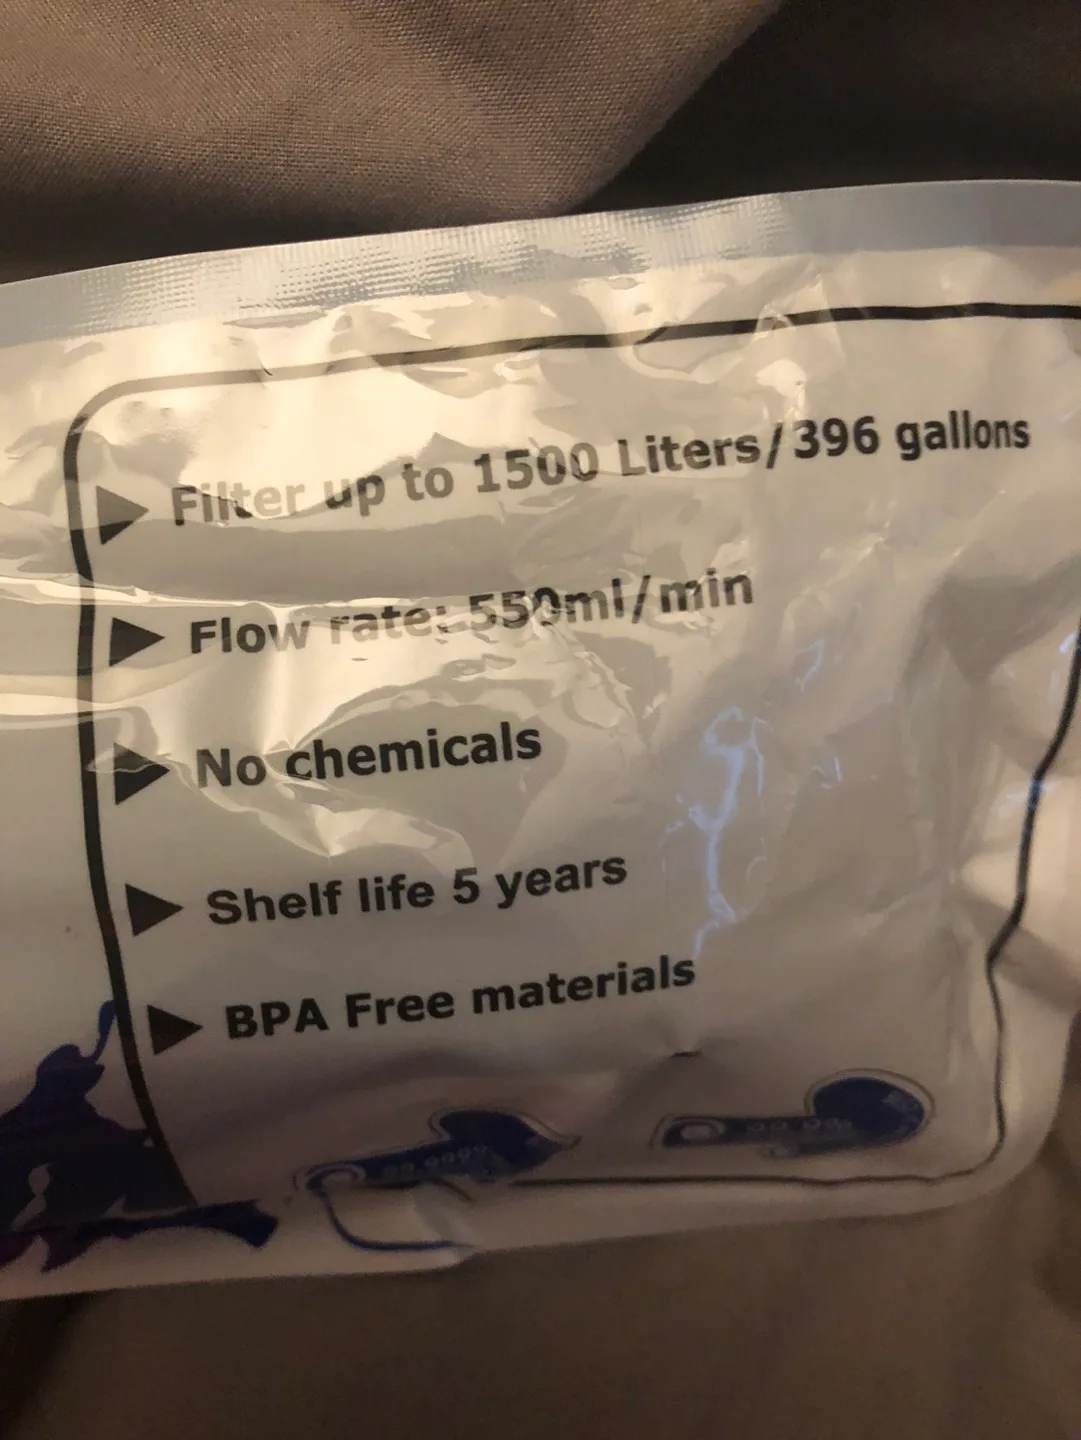 Filter up to 1500 Liters/396 gallons
Flow rate: 550ml/min
No chemicals
Shelf life 5 years
BPA Free materials